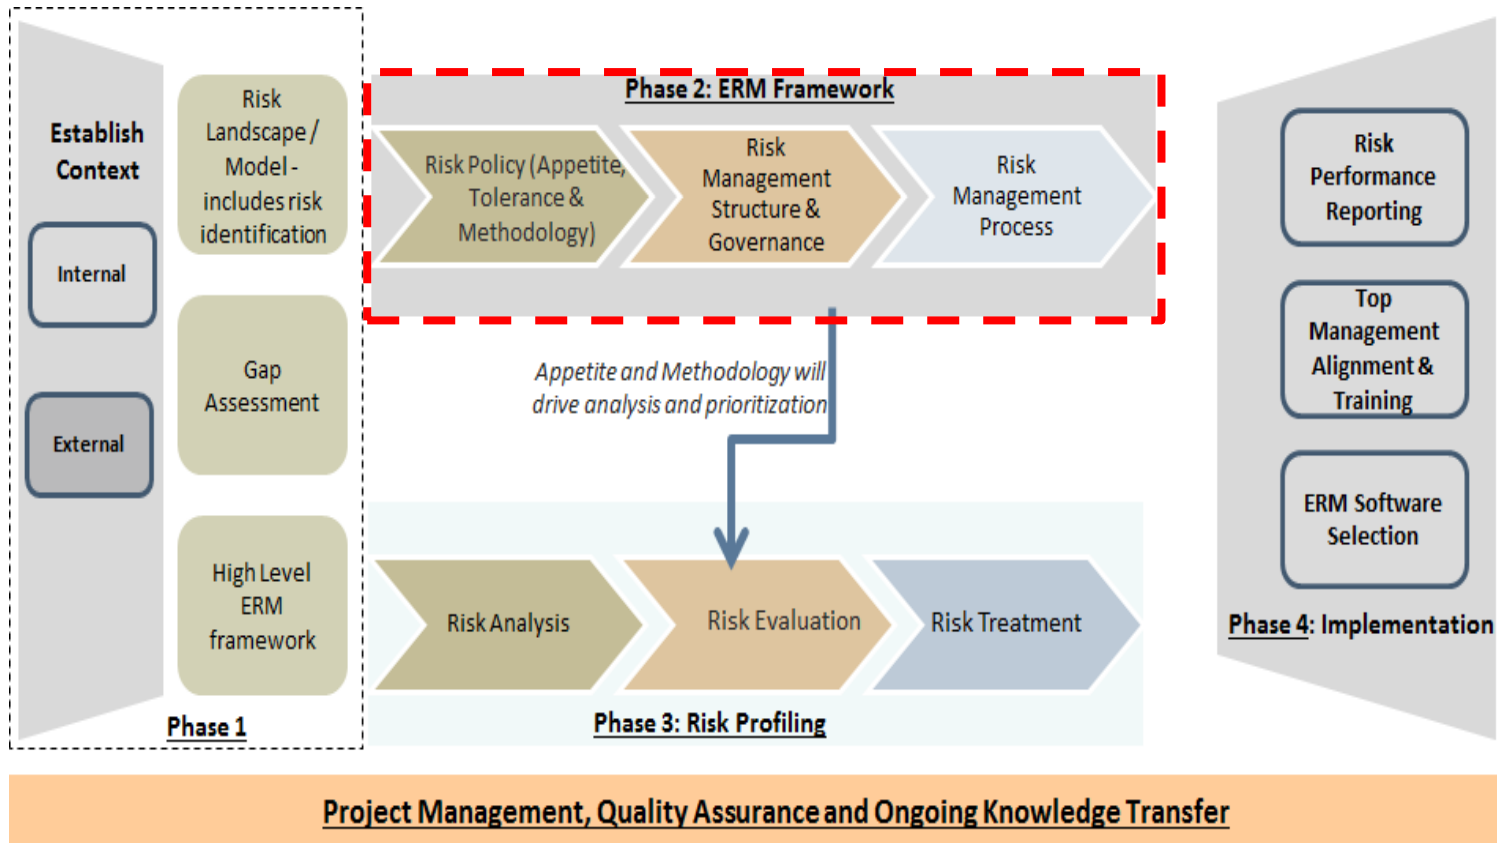 Establish
Context
Internal
External
Risk
Landscape /
Model -
includes risk
identification
Gap
Assessment
High Level
ERM
framework
Phase 1
Phase 2: ERM Framework
Risk Policy (Appetite,
Tolerance &
Methodology)
Risk
Management
Structure &
Governance
Risk
Management
Process
Appetite and Methodology will
drive analysis and prioritization
Risk Analysis
Risk Evaluation
Risk Treatment
Phase 3: Risk Profiling
Risk
Performance
Reporting
Top
Management
Alignment &
Training
ERM Software
Selection
Phase 4: Implementation
Project Management, Quality Assurance and Ongoing Knowledge Transfer